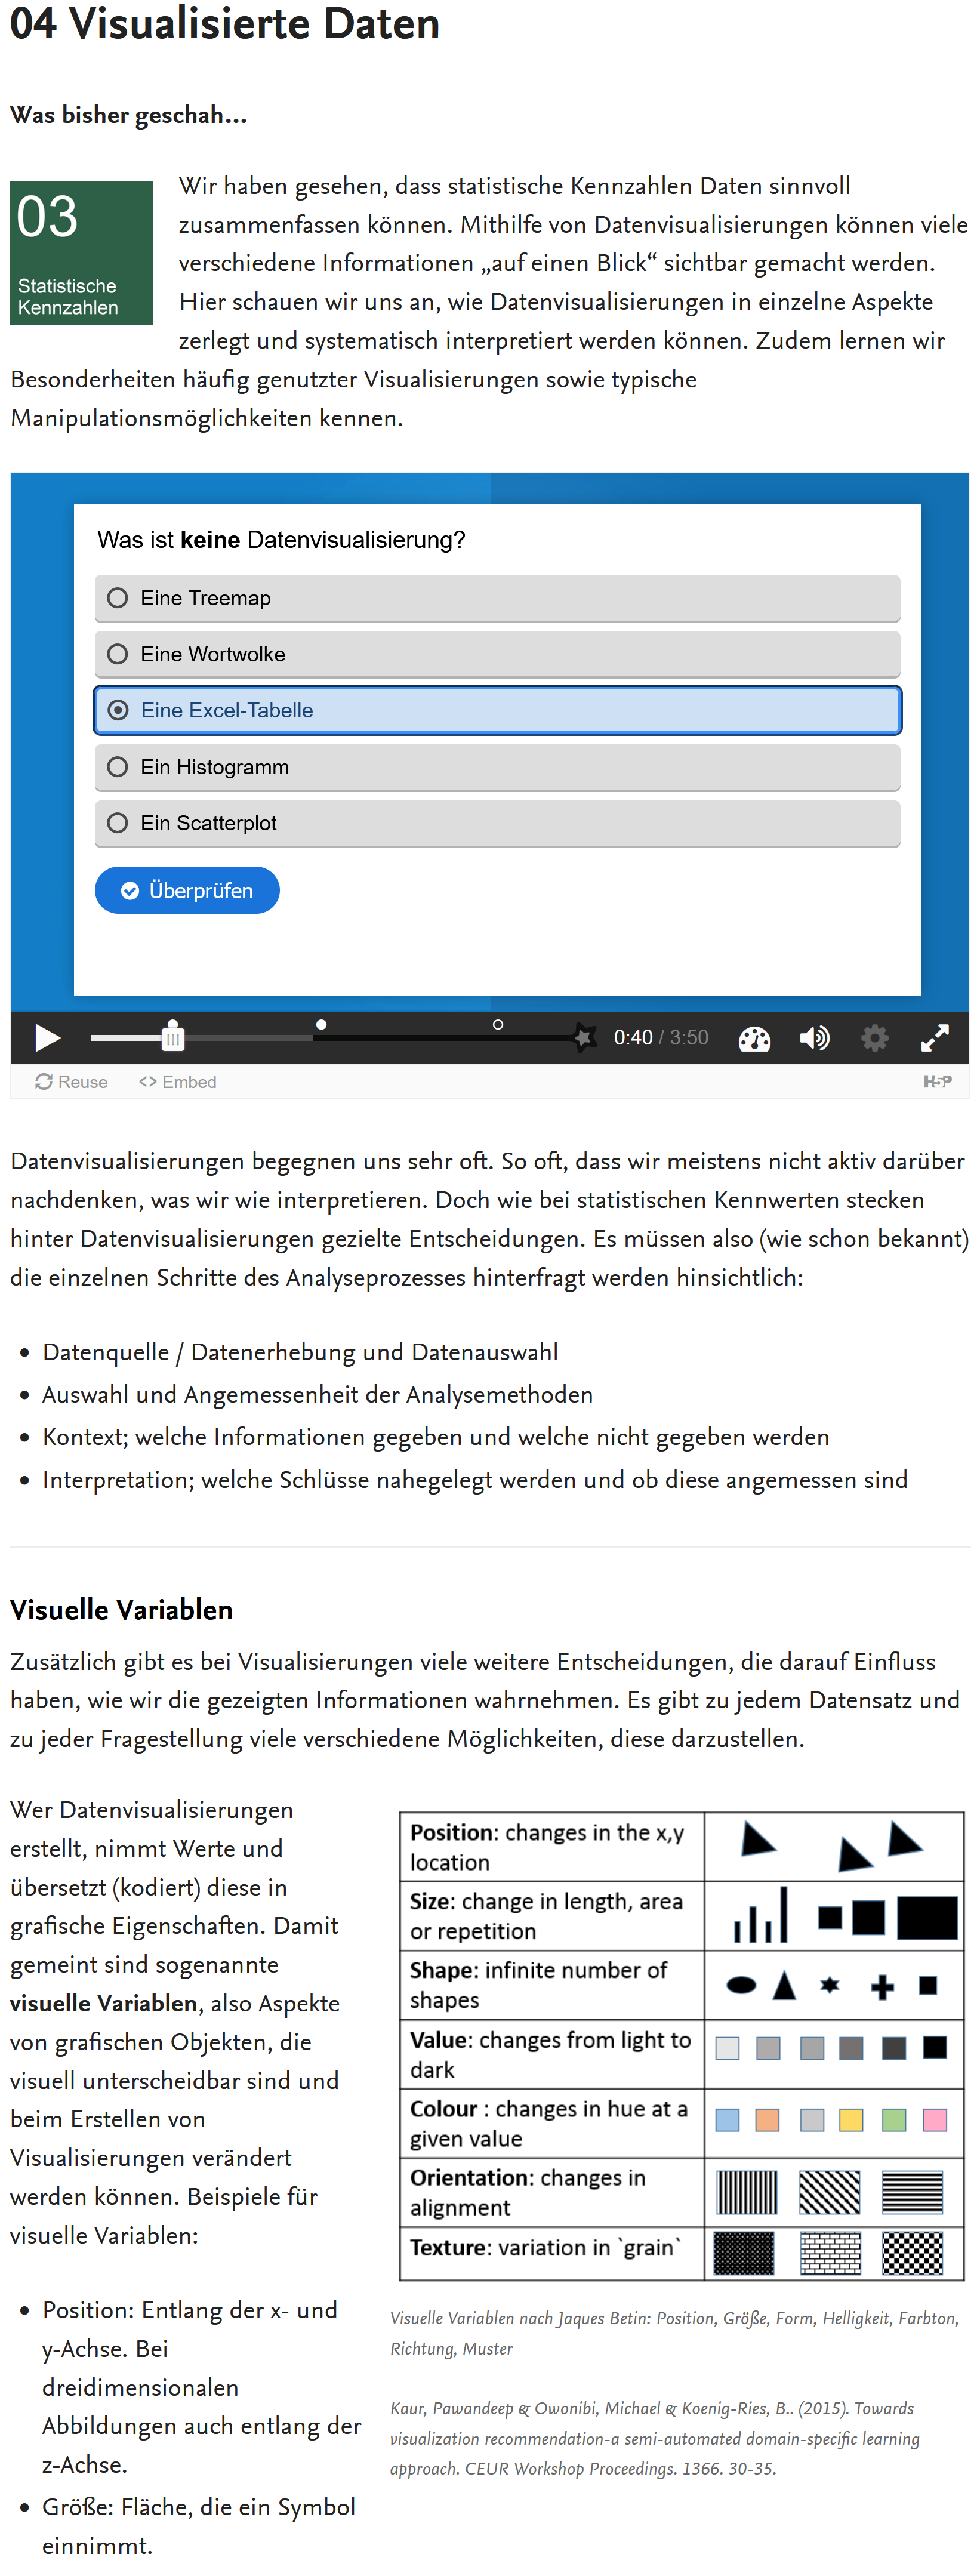 04 Visualisierte Daten
Was bisher geschah...
03
Statistische
Kennzahlen
Wir haben gesehen, dass statistische Kennzahlen Daten sinnvoll
zusammenfassen können. Mithilfe von Datenvisualisierungen können viele
verschiedene Informationen „auf einen Blick“ sichtbar gemacht werden.
Hier schauen wir uns an, wie Datenvisualisierungen in einzelne Aspekte
zerlegt und systematisch interpretiert werden können. Zudem lernen wir
Besonderheiten häufig genutzter Visualisierungen sowie typische
Manipulationsmöglichkeiten kennen.
Was ist keine Datenvisualisierung?
Eine Treemap
Eine Wortwolke
Eine Excel-Tabelle
Ein Histogramm
Ein Scatterplot
Überprüfen
0:40 / 3:50
Reuse <> Embed H5P
Datenvisualisierungen begegnen uns sehr oft. So oft, dass wir meistens nicht aktiv darüber
nachdenken, was wir wie interpretieren. Doch wie bei statistischen Kennwerten stecken
hinter Datenvisualisierungen gezielte Entscheidungen. Es müssen also (wie schon bekannt)
die einzelnen Schritte des Analyseprozesses hinterfragt werden hinsichtlich:
• Datenquelle / Datenerhebung und Datenauswahl
• Auswahl und Angemessenheit der Analysemethoden
• Kontext; welche Informationen gegeben und welche nicht gegeben werden
• Interpretation; welche Schlüsse nahegelegt werden und ob diese angemessen sind
Visuelle Variablen
Zusätzlich gibt es bei Visualisierungen viele weitere Entscheidungen, die darauf Einfluss
haben, wie wir die gezeigten Informationen wahrnehmen. Es gibt zu jedem Datensatz und
zu jeder Fragestellung viele verschiedene Möglichkeiten, diese darzustellen.
Wer Datenvisualisierungen
erstellt, nimmt Werte und
übersetzt (kodiert) diese in
grafische Eigenschaften. Damit
gemeint sind sogenannte
visuelle Variablen, also Aspekte
von grafischen Objekten, die
visuell unterscheidbar sind und
beim Erstellen von
Visualisierungen verändert
werden können. Beispiele für
visuelle Variablen:
• Position: Entlang der x- und
y-Achse. Bei
dreidimensionalen
Abbildungen auch entlang der
z-Achse.
• Größe: Fläche, die ein Symbol
einnimmt.
Position: changes in the x,y
location
Size: change in length, area
or repetition
Shape: infinite number of
shapes
Value: changes from light to
dark
Colour : changes in hue at a
given value
Orientation: changes in
alignment
Texture: variation in `grain`
Visuelle Variablen nach Jaques Betin: Position, Größe, Form, Helligkeit, Farbton,
Richtung, Muster
Kaur, Pawandeep & Owonibi, Michael & Koenig-Ries, B.. (2015). Towards
visualization recommendation-a semi-automated domain-specific learning
approach. CEUR Workshop Proceedings. 1366. 30-35.